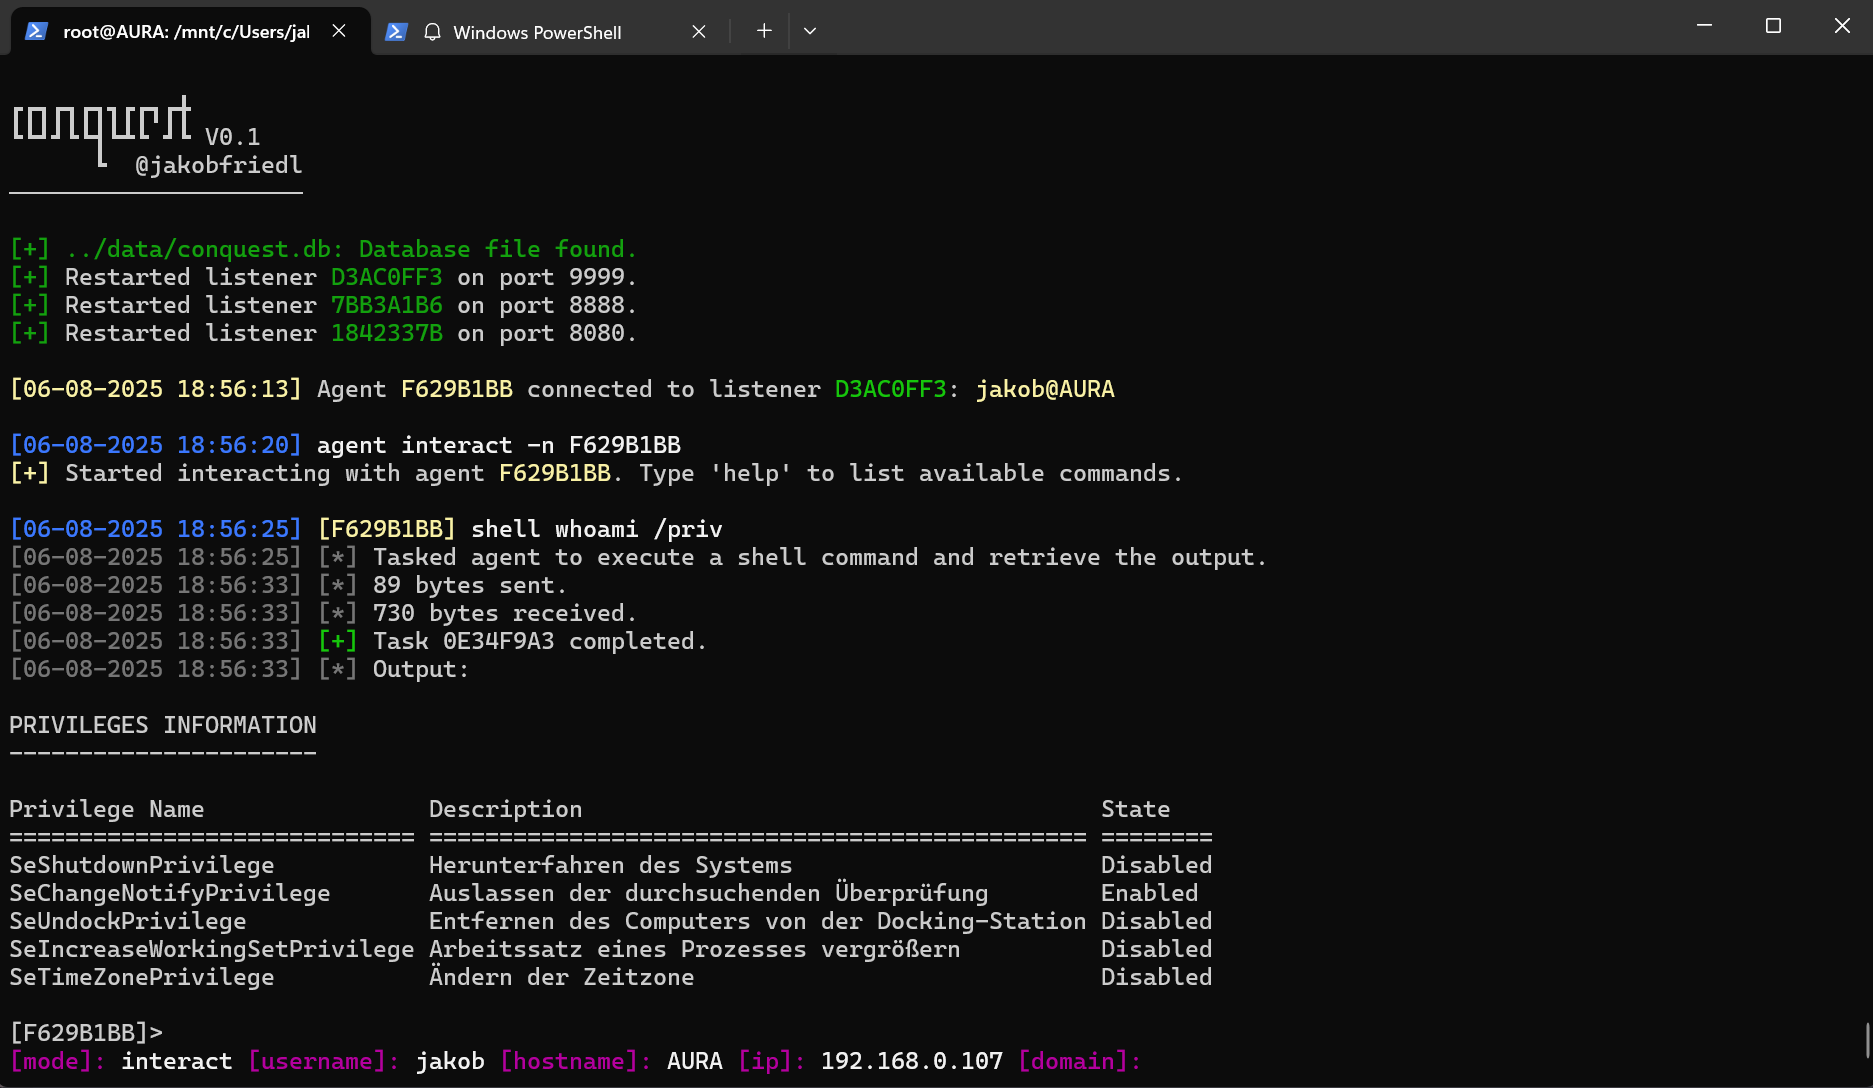 root@AURA: /mnt/c/Users/jal
Windows PowerShell
conquest V0.1
@jakobfriedl
[+] ../data/conquest.db: Database file found.
[+] Restarted listener D3AC0FF3 on port 9999.
[+] Restarted listener 7BB3A1B6 on port 8888.
[+] Restarted listener 1842337B on port 8080.
[06-08-2025 18:56:13] Agent F629B1BB connected to listener D3AC0FF3: jakob@AURA
[06-08-2025 18:56:20] agent interact -n F629B1BB
[+] Started interacting with agent F629B1BB. Type 'help' to list available commands.
[06-08-2025 18:56:25] [F629B1BB] shell whoami /priv
[06-08-2025 18:56:25] [*] Tasked agent to execute a shell command and retrieve the output.
[06-08-2025 18:56:33] [*] 89 bytes sent.
[06-08-2025 18:56:33] [*] 730 bytes received.
[06-08-2025 18:56:33] [+] Task 0E34F9A3 completed.
[06-08-2025 18:56:33] [*] Output:
PRIVILEGES INFORMATION
----------------------
Privilege Name                Description                                     State
============================= =============================================== ========
SeShutdownPrivilege           Herunterfahren des Systems                      Disabled
SeChangeNotifyPrivilege       Auslassen der durchsuchenden Überprüfung        Enabled
SeUndockPrivilege             Entfernen des Computers von der Docking-Station Disabled
SeIncreaseWorkingSetPrivilege Arbeitssatz eines Prozesses vergrößern          Disabled
SeTimeZonePrivilege           Ändern der Zeitzone                             Disabled
[F629B1BB]>
[mode]: interact [username]: jakob [hostname]: AURA [ip]: 192.168.0.107 [domain]: